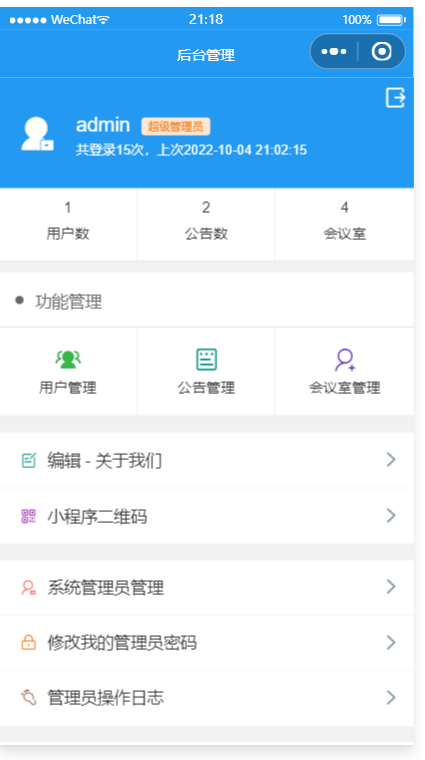 WeChat 21:18 100%
后台管理
admin 超级管理员
共登录15次，上次2022-10-04 21:02:15
1 2 4
用户数 公告数 会议室
功能管理
用户管理 公告管理 会议室管理
编辑 - 关于我们
小程序二维码
系统管理员管理
修改我的管理员密码
管理员操作日志